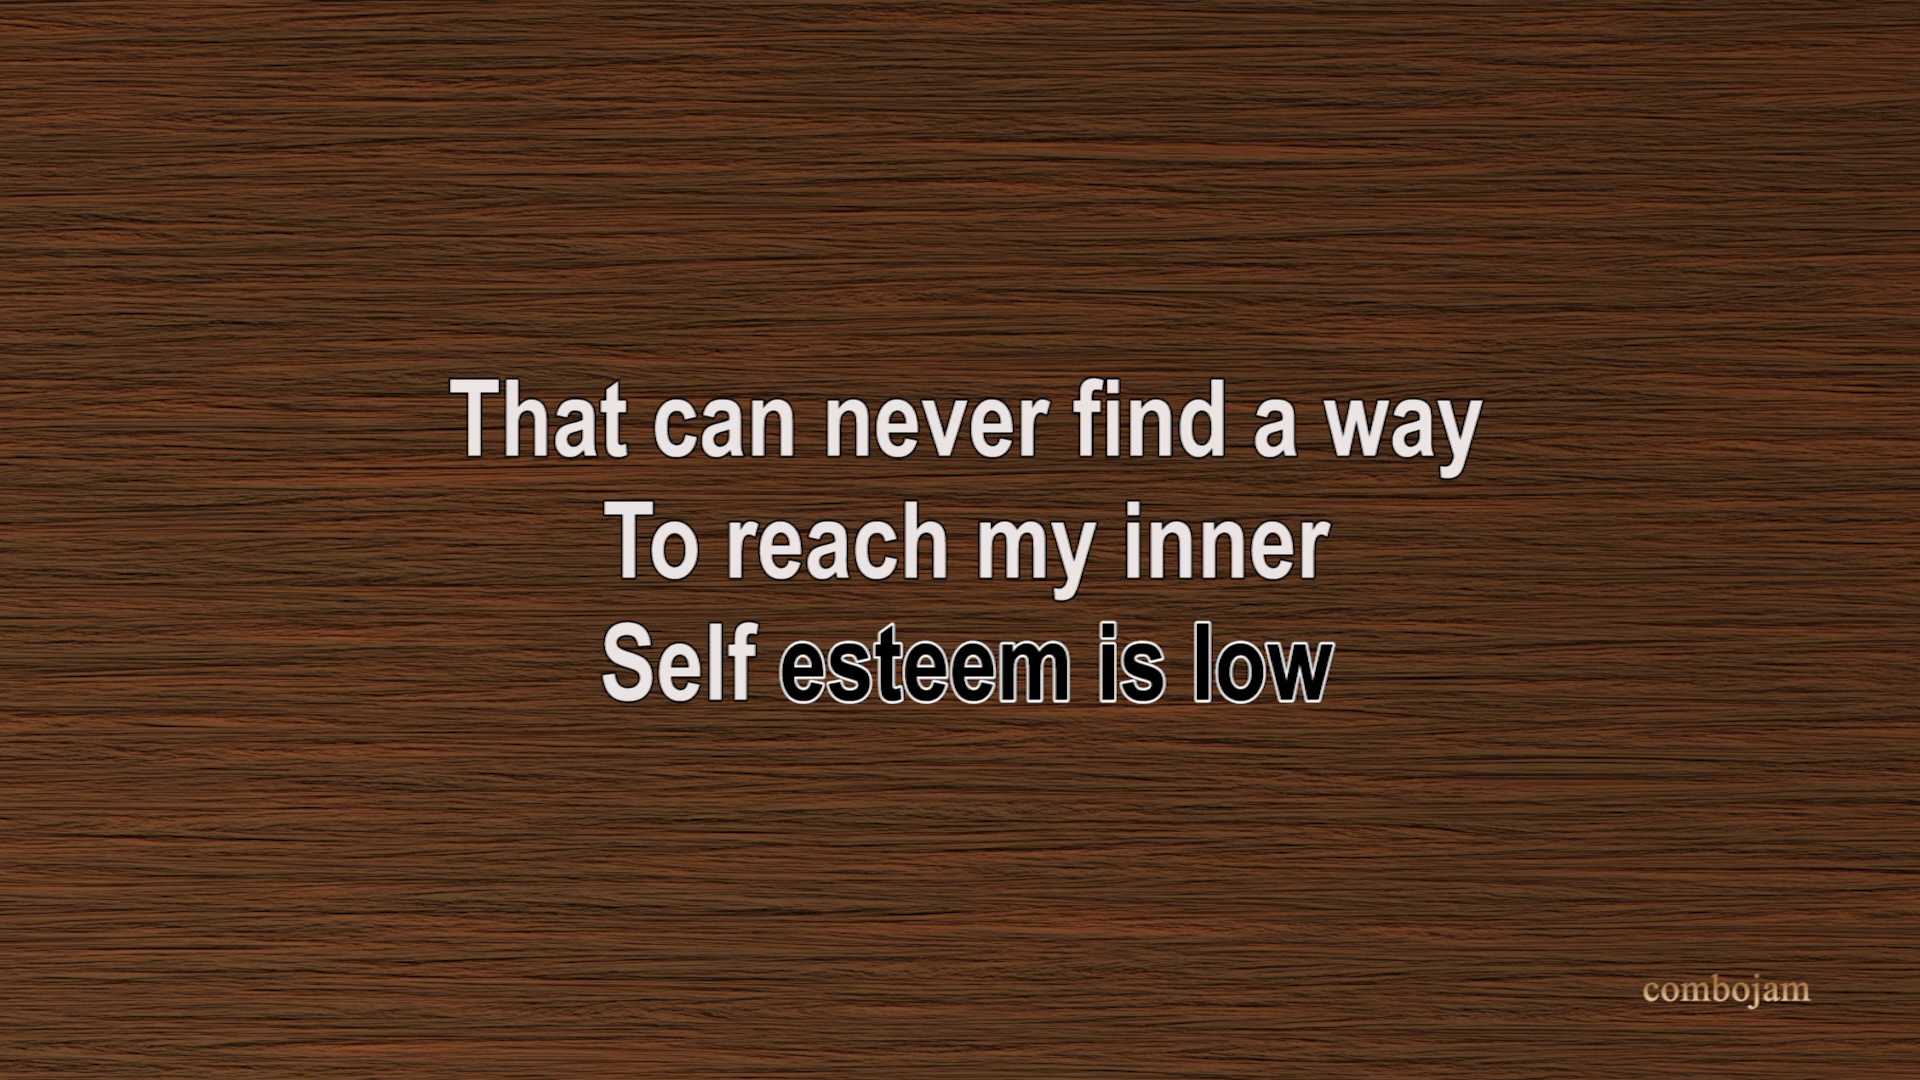 That can never find a way
To reach my inner
Self esteem is low
combojam